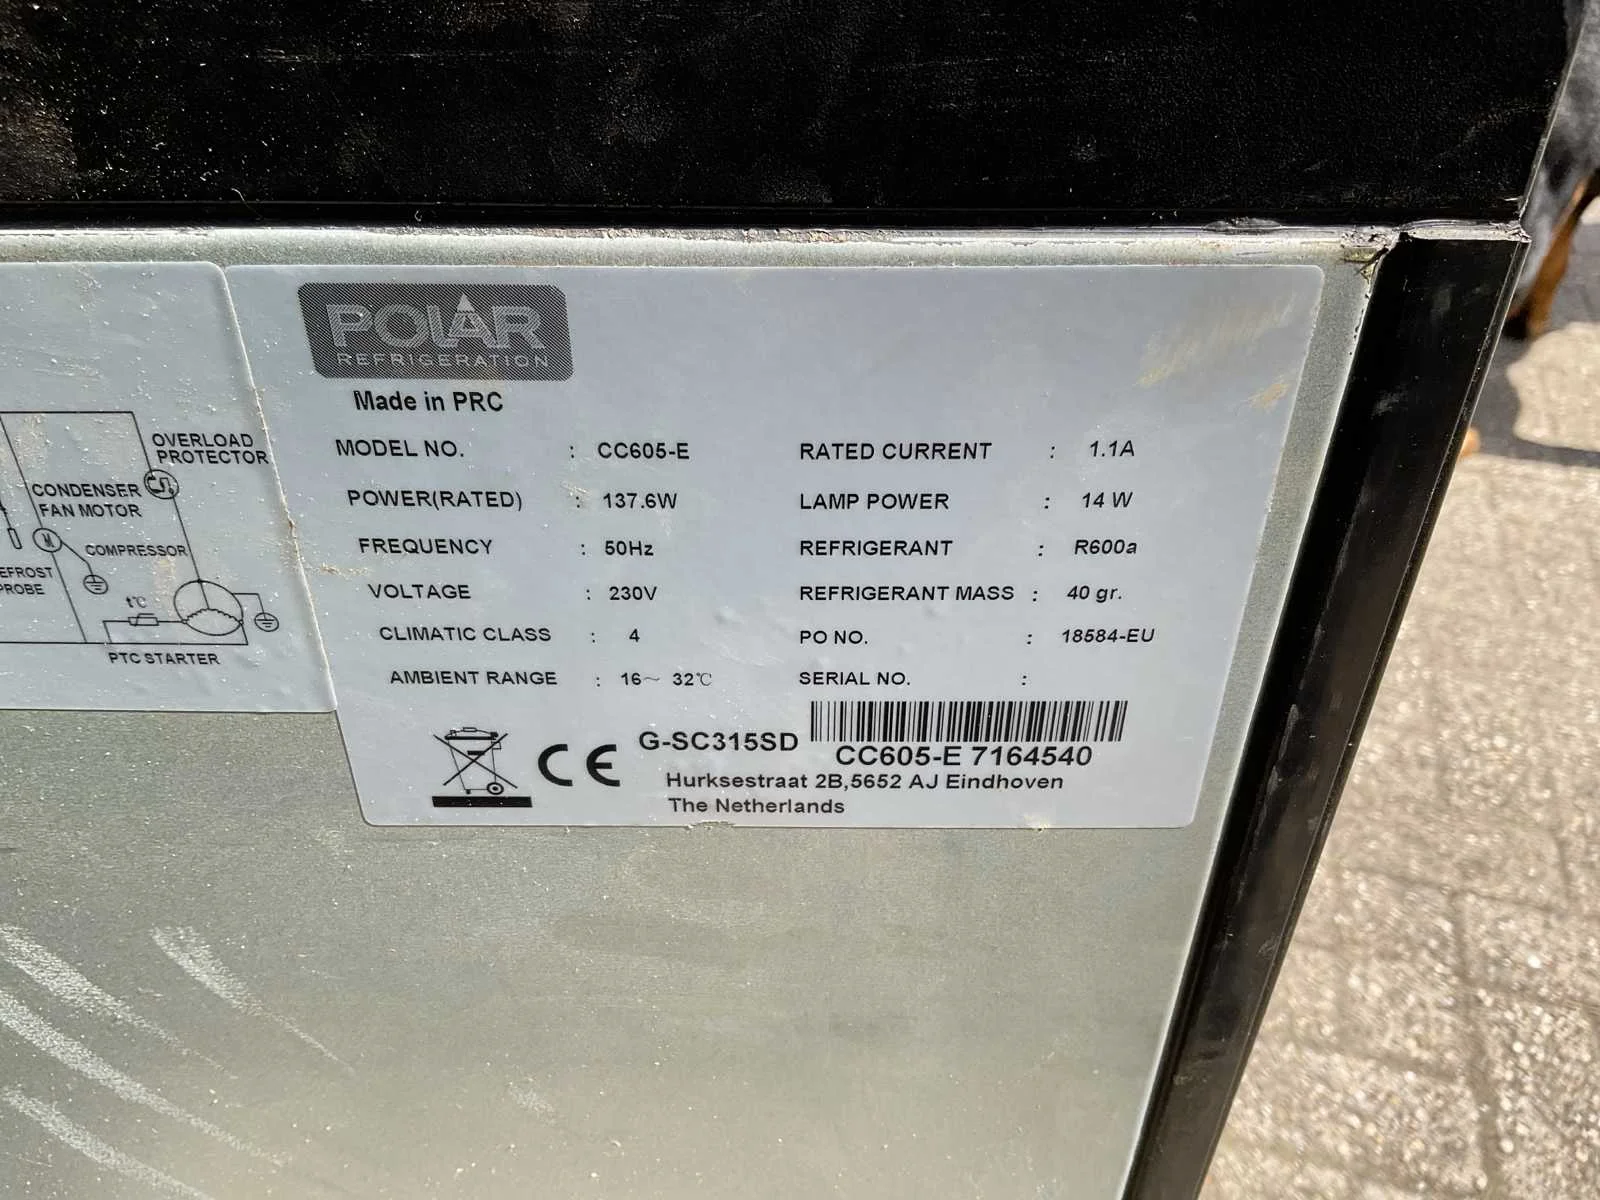 POLAR
REFRIGERATION
Made in PRC
MODEL NO. : CC605-E
POWER(RATED) : 137.6W
FREQUENCY : 50Hz
VOLTAGE : 230V
CLIMATIC CLASS : 4
AMBIENT RANGE : 16~ 32℃
RATED CURRENT : 1.1A
LAMP POWER : 14 W
REFRIGERANT : R600a
REFRIGERANT MASS : 40 gr.
PO NO. : 18584-EU
SERIAL NO. :
CE
G-SC315SD
CC605-E 7164540
Hurksestraat 2B,5652 AJ Eindhoven
The Netherlands
OVERLOAD
PROTECTOR
CONDENSER
FAN MOTOR
M
COMPRESSOR
EFROST
PROBE
t℃
PTC STARTER